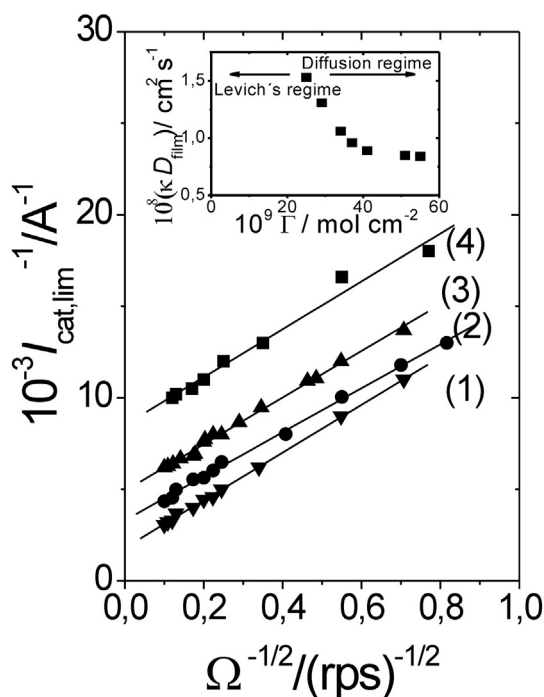 Diffusion regime
Levich´s regime
10⁸(κ D_film)/ cm² s⁻¹
1,5
1,0
0,5
0 20 40 60
10⁹ Γ / mol cm⁻²
10⁻³ I_cat,lim⁻¹/A⁻¹
30
20
10
0
(4)
(3)
(2)
(1)
0,0 0,2 0,4 0,6 0,8 1,0
Ω⁻¹/²/(rps)⁻¹/²